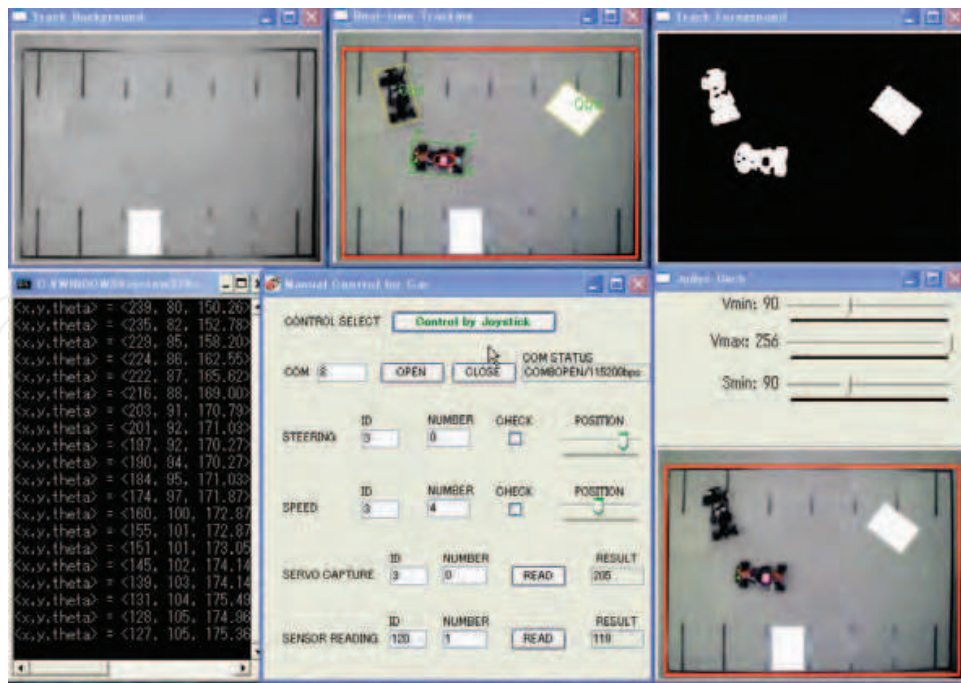 Track Background
Real-time Tracking
Track Foreground
Obs
Obs
<x,y,theta> = <239, 80, 150.26>
<x,y,theta> = <235, 82, 152.78>
<x,y,theta> = <229, 85, 158.20>
<x,y,theta> = <224, 86, 162.55>
<x,y,theta> = <222, 87, 165.62>
<x,y,theta> = <216, 88, 169.00>
<x,y,theta> = <203, 91, 170.79>
<x,y,theta> = <201, 92, 171.03>
<x,y,theta> = <197, 92, 170.27>
<x,y,theta> = <190, 94, 170.27>
<x,y,theta> = <184, 95, 171.03>
<x,y,theta> = <174, 97, 171.87>
<x,y,theta> = <160, 100, 172.87
<x,y,theta> = <155, 101, 172.87
<x,y,theta> = <151, 101, 173.05
<x,y,theta> = <145, 102, 174.14
<x,y,theta> = <139, 103, 174.14
<x,y,theta> = <131, 104, 175.49
<x,y,theta> = <128, 105, 174.96
<x,y,theta> = <127, 105, 175.36
Manual Control for Car
CONTROL SELECT Control by Joystick
COM STATUS
COM OPEN CLOSE COM8OPEN/115200bps
ID NUMBER CHECK POSITION
STEERING 3 0
ID NUMBER CHECK POSITION
SPEED 3 4
ID NUMBER RESULT
SERVO CAPTURE 3 0 READ 205
ID NUMBER RESULT
SENSOR READING 120 1 READ 119
Vmin: 90
Vmax: 256
Smin: 90